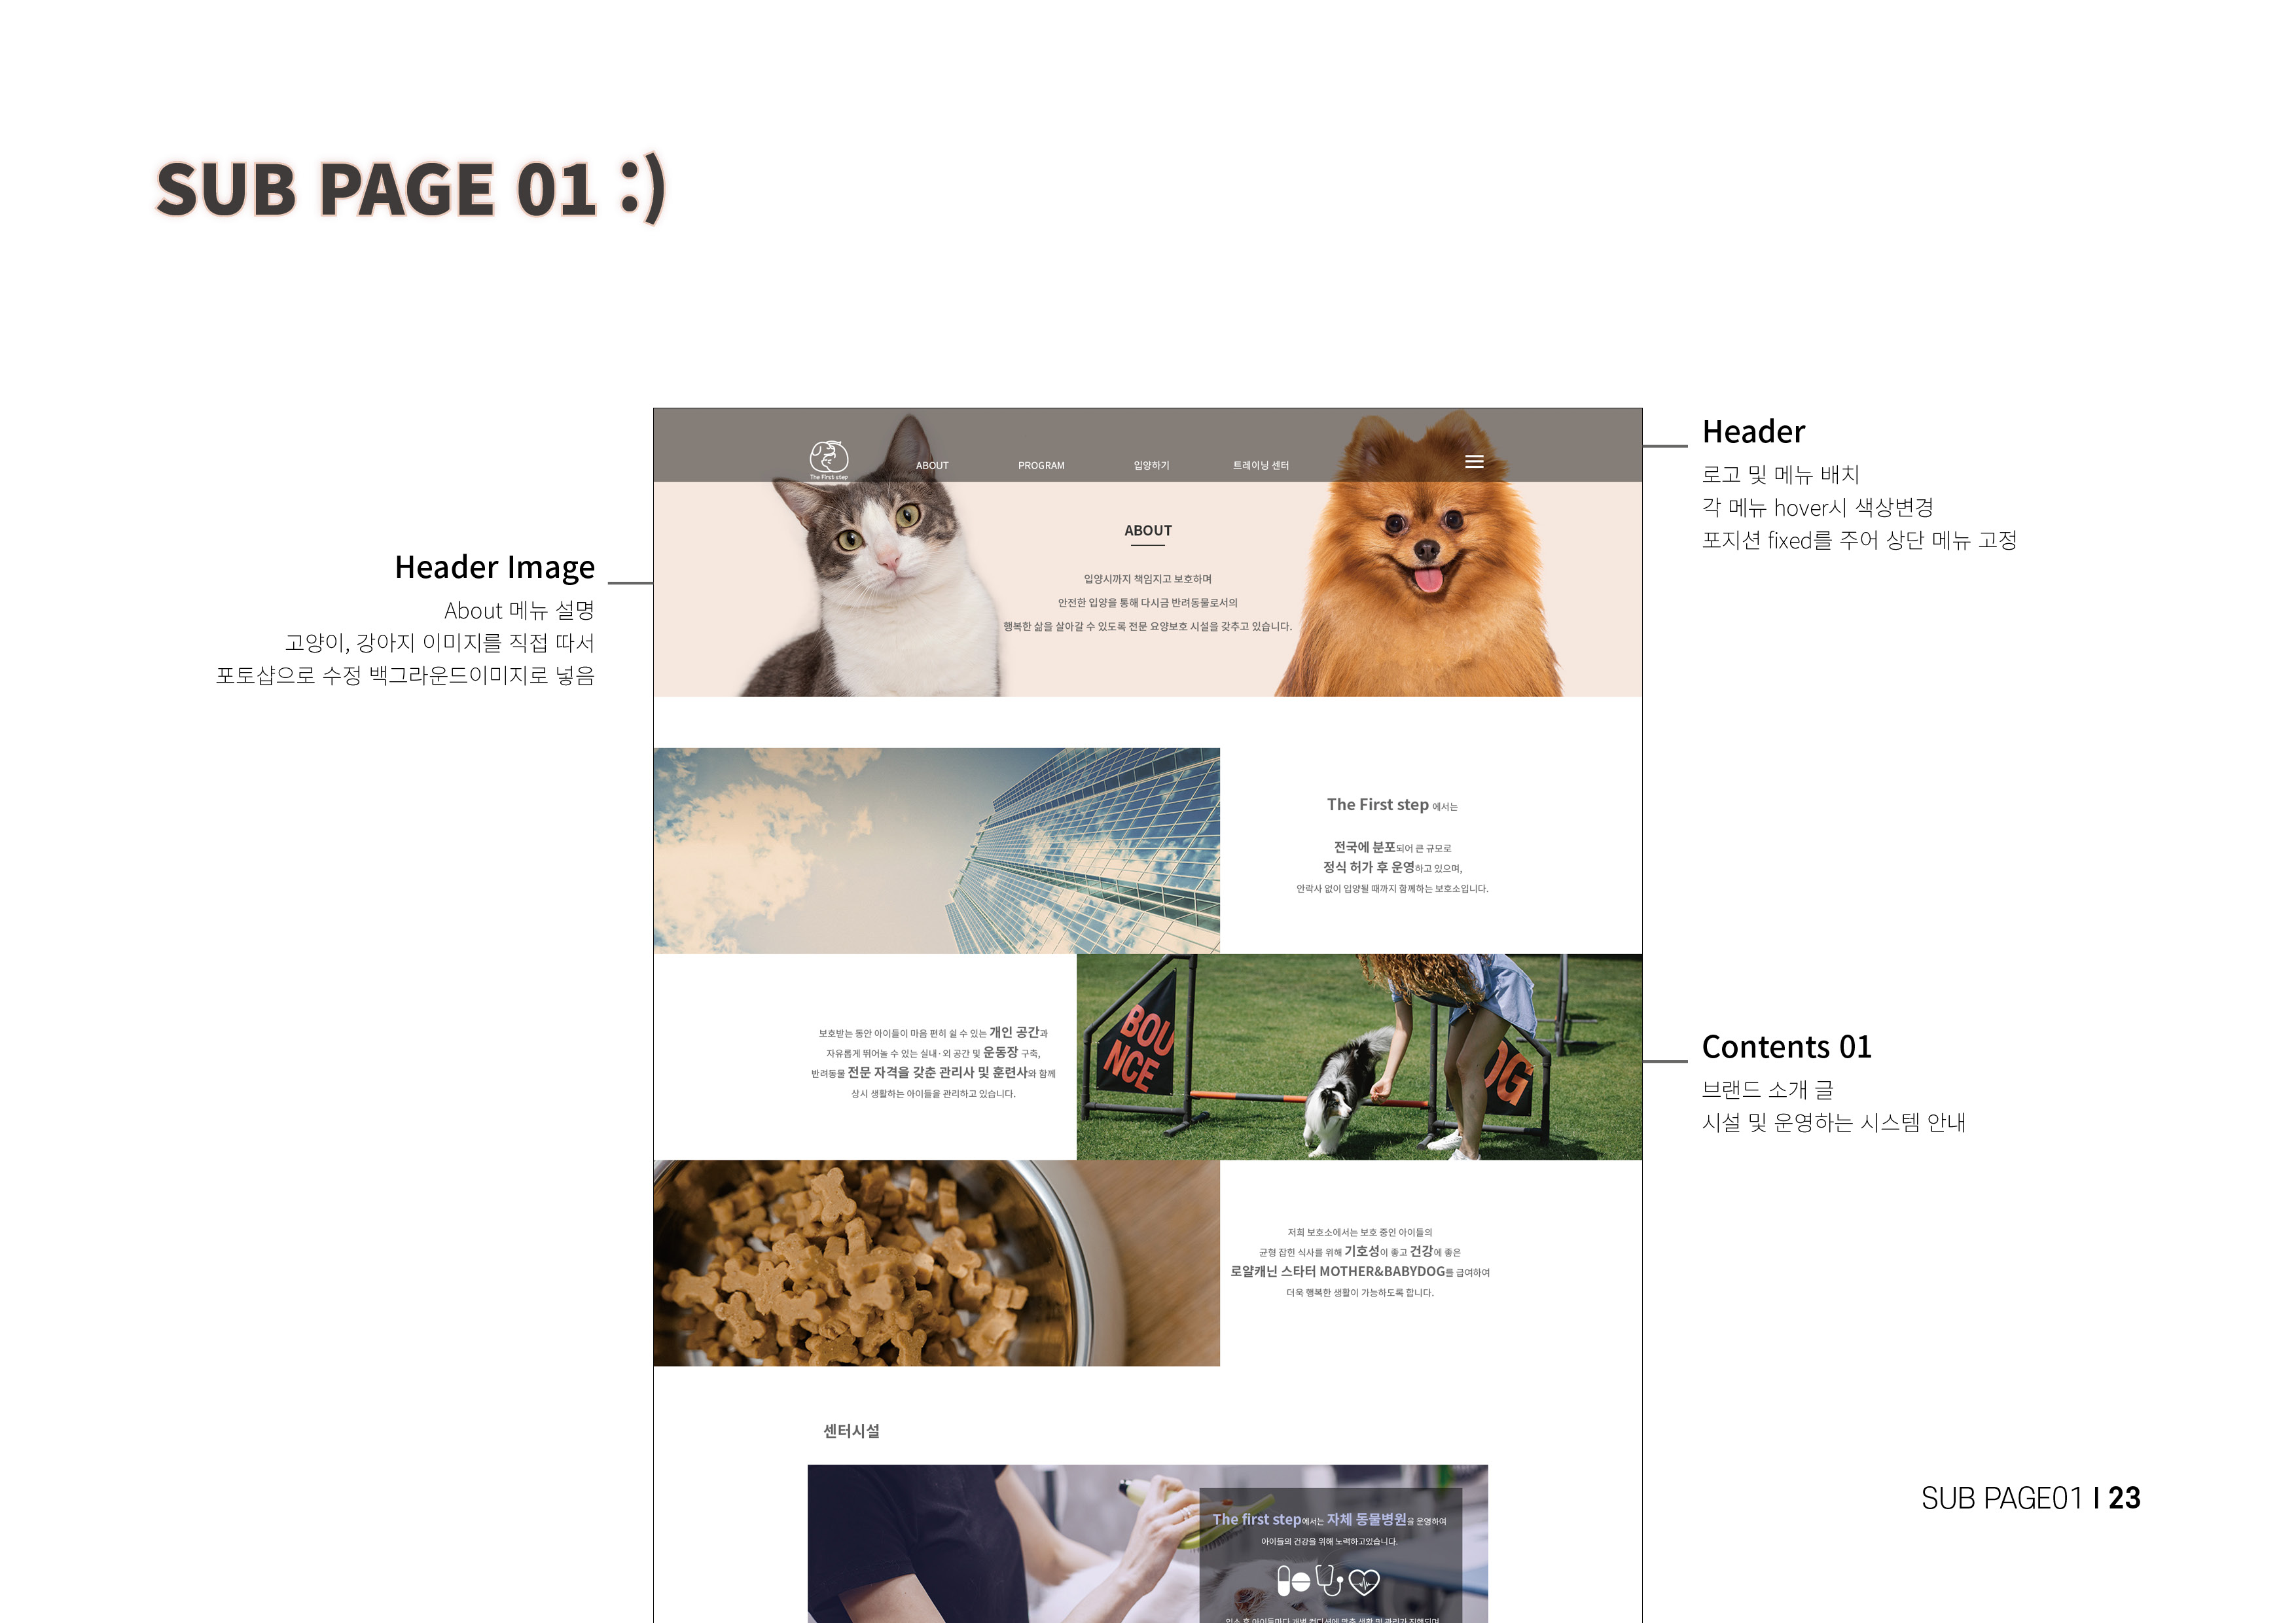 SUB PAGE 01 :)
Header
로고 및 메뉴 배치
각 메뉴 hover시 색상변경
포지션 fixed를 주어 상단 메뉴 고정
Header Image
About 메뉴 설명
고양이, 강아지 이미지를 직접 따서
포토샵으로 수정 백그라운드이미지로 넣음
The First step
ABOUT
PROGRAM
입양하기
트레이닝 센터
ABOUT
입양시까지 책임지고 보호하며
안전한 입양을 통해 다시금 반려동물로서의
행복한 삶을 살아갈 수 있도록 전문 요양보호 시설을 갖추고 있습니다.
The First step 에서는
전국에 분포되어 큰 규모로
정식 허가 후 운영하고 있으며,
안락사 없이 입양될 때까지 함께하는 보호소입니다.
보호받는 동안 아이들이 마음 편히 쉴 수 있는 개인 공간과
자유롭게 뛰어놀 수 있는 실내·외 공간 및 운동장 구축,
반려동물 전문 자격을 갖춘 관리사 및 훈련사와 함께
상시 생활하는 아이들을 관리하고 있습니다.
BOU
NCE
OG
Contents 01
브랜드 소개 글
시설 및 운영하는 시스템 안내
저희 보호소에서는 보호 중인 아이들의
균형 잡힌 식사를 위해 기호성이 좋고 건강에 좋은
로얄캐닌 스타터 MOTHER&BABYDOG를 급여하여
더욱 행복한 생활이 가능하도록 합니다.
센터시설
The first step에서는 자체 동물병원을 운영하여
아이들의 건강을 위해 노력하고있습니다.
SUB PAGE01 I 23